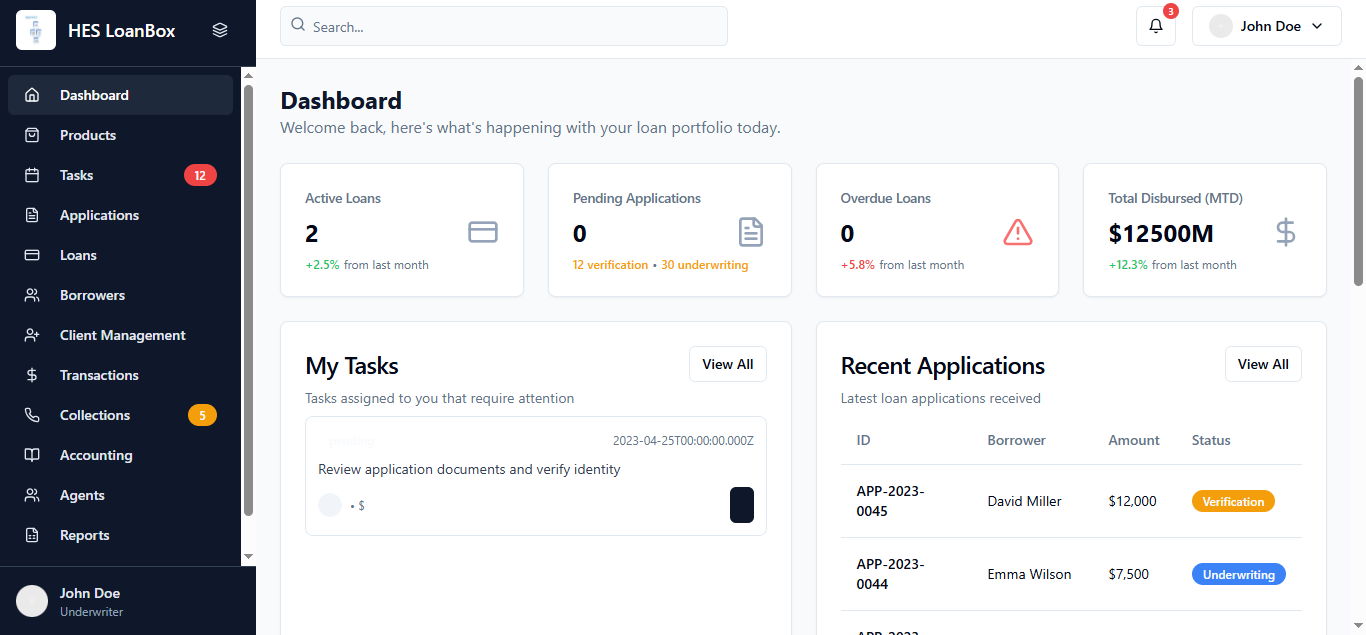 HES LoanBox
Search...
3
John Doe
Dashboard
Products
Tasks
12
Applications
Loans
Borrowers
Client Management
Transactions
Collections
5
Accounting
Agents
Reports
John Doe
Underwriter
Dashboard
Welcome back, here's what's happening with your loan portfolio today.
Active Loans
2
+2.5% from last month
Pending Applications
0
12 verification • 30 underwriting
Overdue Loans
0
+5.8% from last month
Total Disbursed (MTD)
$12500M
+12.3% from last month
My Tasks
View All
Tasks assigned to you that require attention
pending
2023-04-25T00:00:00.000Z
Review application documents and verify identity
• $
Recent Applications
View All
Latest loan applications received
ID Borrower Amount Status
APP-2023-
0045
David Miller $12,000 Verification
APP-2023-
0044
Emma Wilson $7,500 Underwriting
APP-2023-